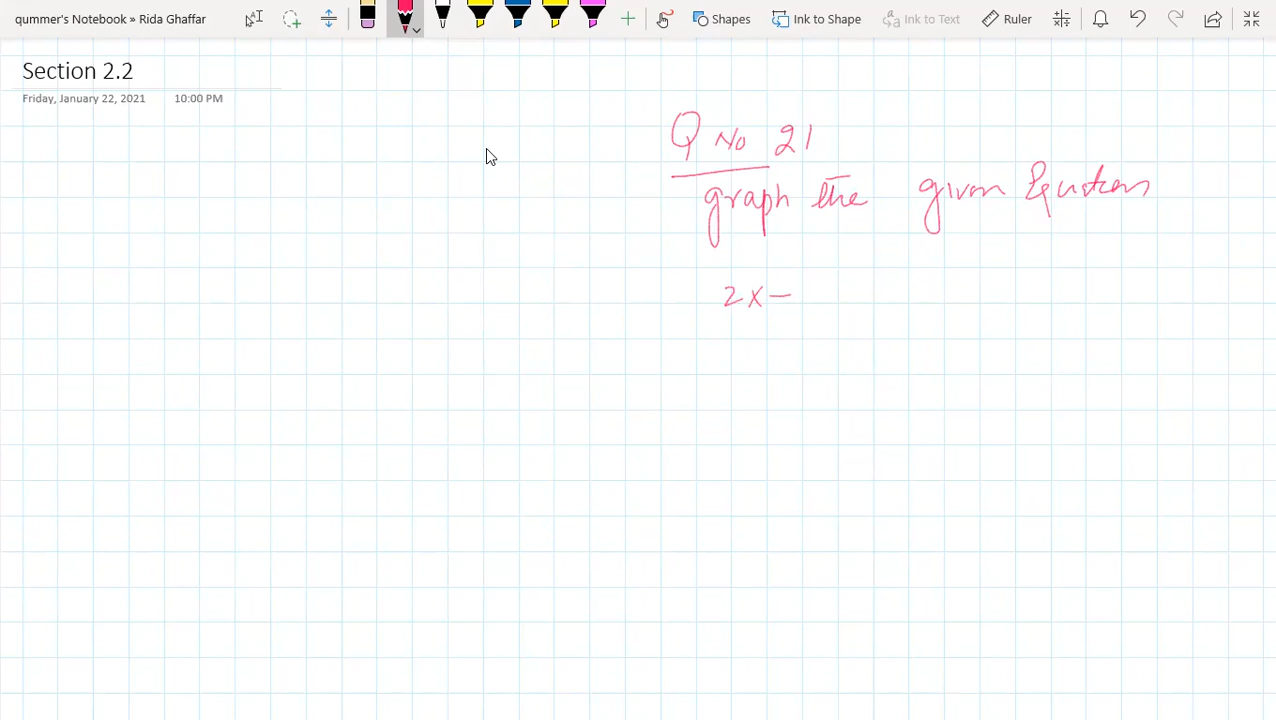 qummer's Notebook » Rida Ghaffar
Shapes
Ink to Shape
Ink to Text
Ruler
Section 2.2
Friday, January 22, 2021 10:00 PM
Q No 21
graph the given Equation
2x –